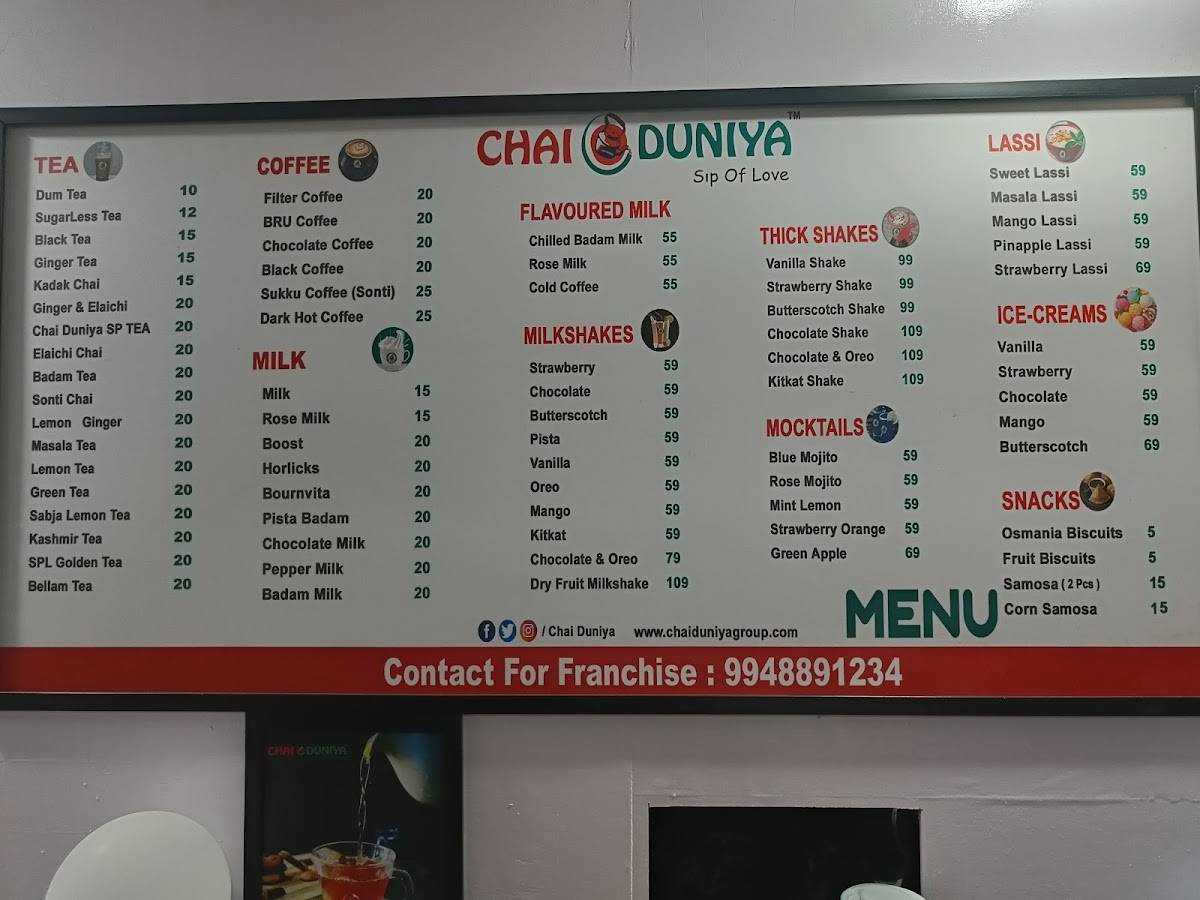 CHAI DUNIYA TM
Sip Of Love
TEA
Dum Tea 10
SugarLess Tea 12
Black Tea 15
Ginger Tea 15
Kadak Chai 15
Ginger & Elaichi 20
Chai Duniya SP TEA 20
Elaichi Chai 20
Badam Tea 20
Sonti Chai 20
Lemon Ginger 20
Masala Tea 20
Lemon Tea 20
Green Tea 20
Sabja Lemon Tea 20
Kashmir Tea 20
SPL Golden Tea 20
Bellam Tea 20
COFFEE
Filter Coffee 20
BRU Coffee 20
Chocolate Coffee 20
Black Coffee 20
Sukku Coffee (Sonti) 25
Dark Hot Coffee 25
MILK
Milk 15
Rose Milk 15
Boost 20
Horlicks 20
Bournvita 20
Pista Badam 20
Chocolate Milk 20
Pepper Milk 20
Badam Milk 20
FLAVOURED MILK
Chilled Badam Milk 55
Rose Milk 55
Cold Coffee 55
MILKSHAKES
Strawberry 59
Chocolate 59
Butterscotch 59
Pista 59
Vanilla 59
Oreo 59
Mango 59
Kitkat 59
Chocolate & Oreo 79
Dry Fruit Milkshake 109
THICK SHAKES
Vanilla Shake 99
Strawberry Shake 99
Butterscotch Shake 99
Chocolate Shake 109
Chocolate & Oreo 109
Kitkat Shake 109
MOCKTAILS
Blue Mojito 59
Rose Mojito 59
Mint Lemon 59
Strawberry Orange 59
Green Apple 69
LASSI
Sweet Lassi 59
Masala Lassi 59
Mango Lassi 59
Pinapple Lassi 59
Strawberry Lassi 69
ICE-CREAMS
Vanilla 59
Strawberry 59
Chocolate 59
Mango 59
Butterscotch 69
SNACKS
Osmania Biscuits 5
Fruit Biscuits 5
Samosa ( 2 Pcs ) 15
Corn Samosa 15
MENU
/ Chai Duniya www.chaiduniyagroup.com
Contact For Franchise : 9948891234
CHAI DUNIYA